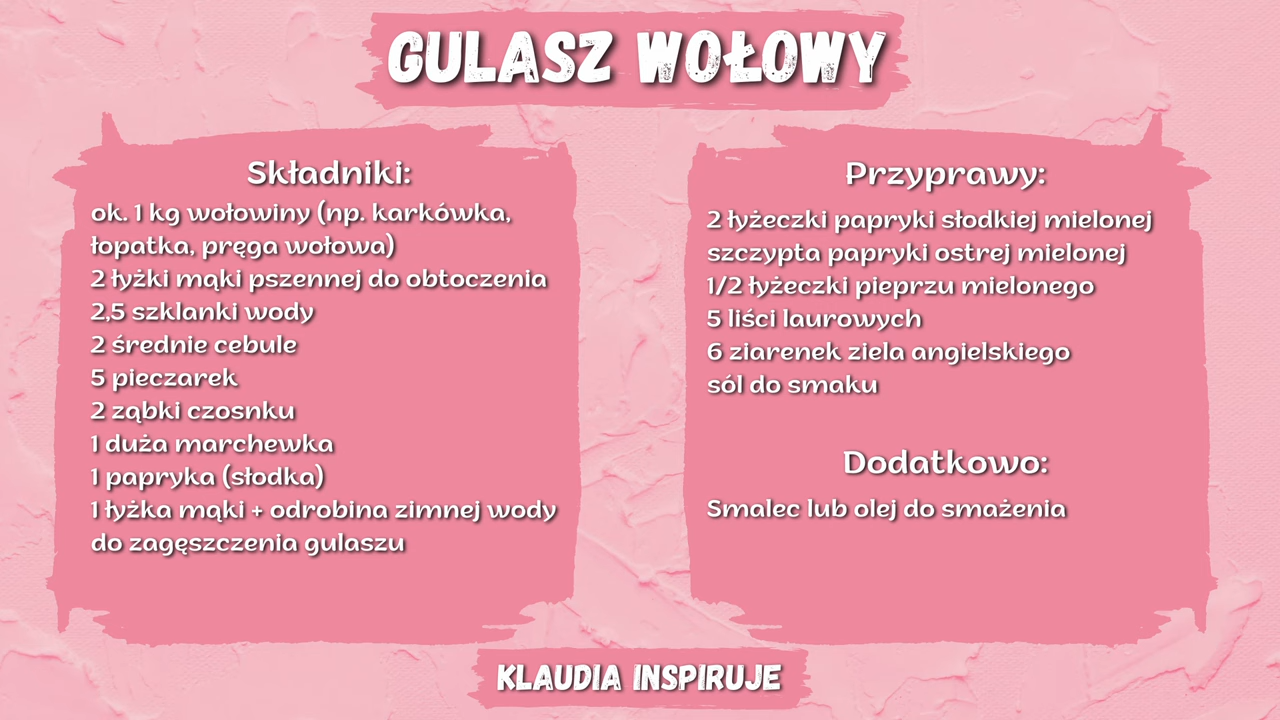 GULASZ WOŁOWY
Składniki:
ok. 1 kg wołowiny (np. karkówka,
łopatka, pręga wołowa)
2 łyżki mąki pszennej do obtoczenia
2,5 szklanki wody
2 średnie cebule
5 pieczarek
2 ząbki czosnku
1 duża marchewka
1 papryka (słodka)
1 łyżka mąki + odrobina zimnej wody
do zagęszczenia gulaszu
Przyprawy:
2 łyżeczki papryki słodkiej mielonej
szczypta papryki ostrej mielonej
1/2 łyżeczki pieprzu mielonego
5 liści laurowych
6 ziarenek ziela angielskiego
sól do smaku
Dodatkowo:
Smalec lub olej do smażenia
KLAUDIA INSPIRUJE